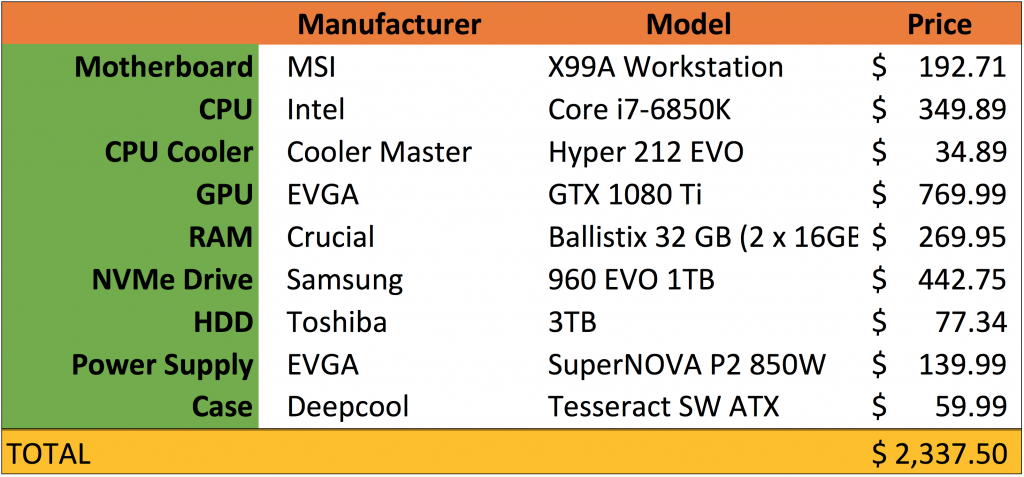 Manufacturer Model Price
Motherboard MSI X99A Workstation $ 192.71
CPU Intel Core i7-6850K $ 349.89
CPU Cooler Cooler Master Hyper 212 EVO $ 34.89
GPU EVGA GTX 1080 Ti $ 769.99
RAM Crucial Ballistix 32 GB (2 x 16GB $ 269.95
NVMe Drive Samsung 960 EVO 1TB $ 442.75
HDD Toshiba 3TB $ 77.34
Power Supply EVGA SuperNOVA P2 850W $ 139.99
Case Deepcool Tesseract SW ATX $ 59.99
TOTAL $ 2,337.50